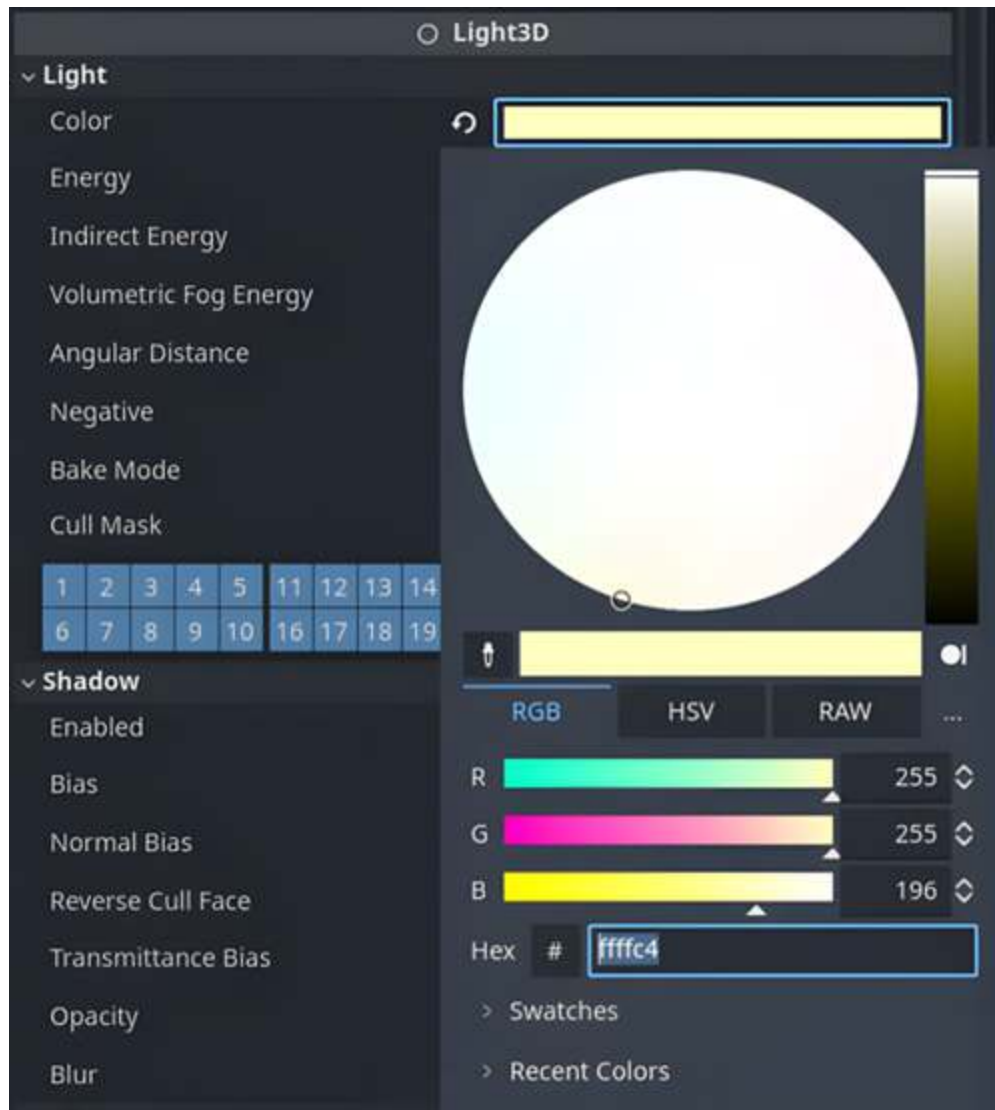 Light3D
Light
Color
Energy
Indirect Energy
Volumetric Fog Energy
Angular Distance
Negative
Bake Mode
Cull Mask
1 2 3 4 5 11 12 13 14
6 7 8 9 10 16 17 18 19
Shadow
Enabled
Bias
Normal Bias
Reverse Cull Face
Transmittance Bias
Opacity
Blur
RGB HSV RAW ...
R 255
G 255
B 196
Hex # ffffc4
Swatches
Recent Colors